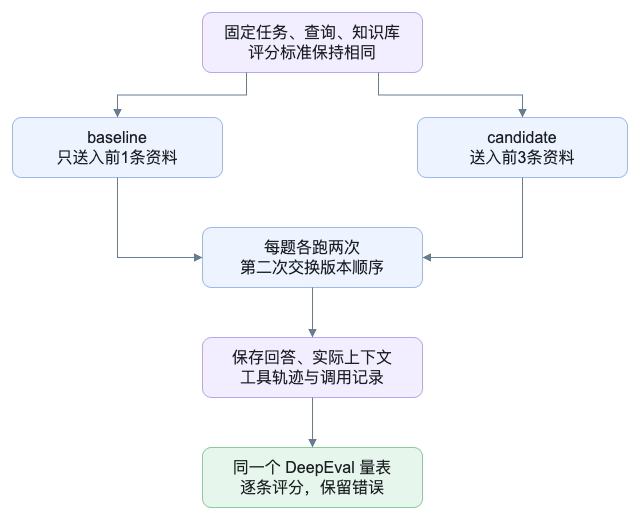 固定任务、查询、知识库
评分标准保持相同
baseline
只送入前1条资料
candidate
送入前3条资料
每题各跑两次
第二次交换版本顺序
保存回答、实际上下文
工具轨迹与调用记录
同一个 DeepEval 量表
逐条评分，保留错误